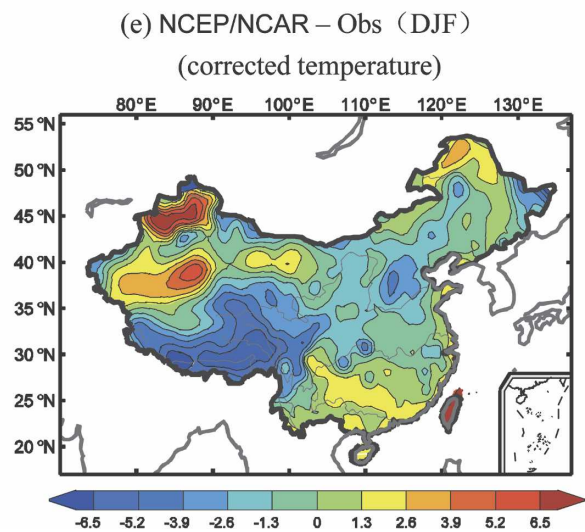 (e) NCEP/NCAR – Obs（DJF）
(corrected temperature)
80°E 90°E 100°E 110°E 120°E 130°E
55 °N
50 °N
45 °N
40 °N
35 °N
30 °N
25 °N
20 °N
-6.5 -5.2 -3.9 -2.6 -1.3 0 1.3 2.6 3.9 5.2 6.5